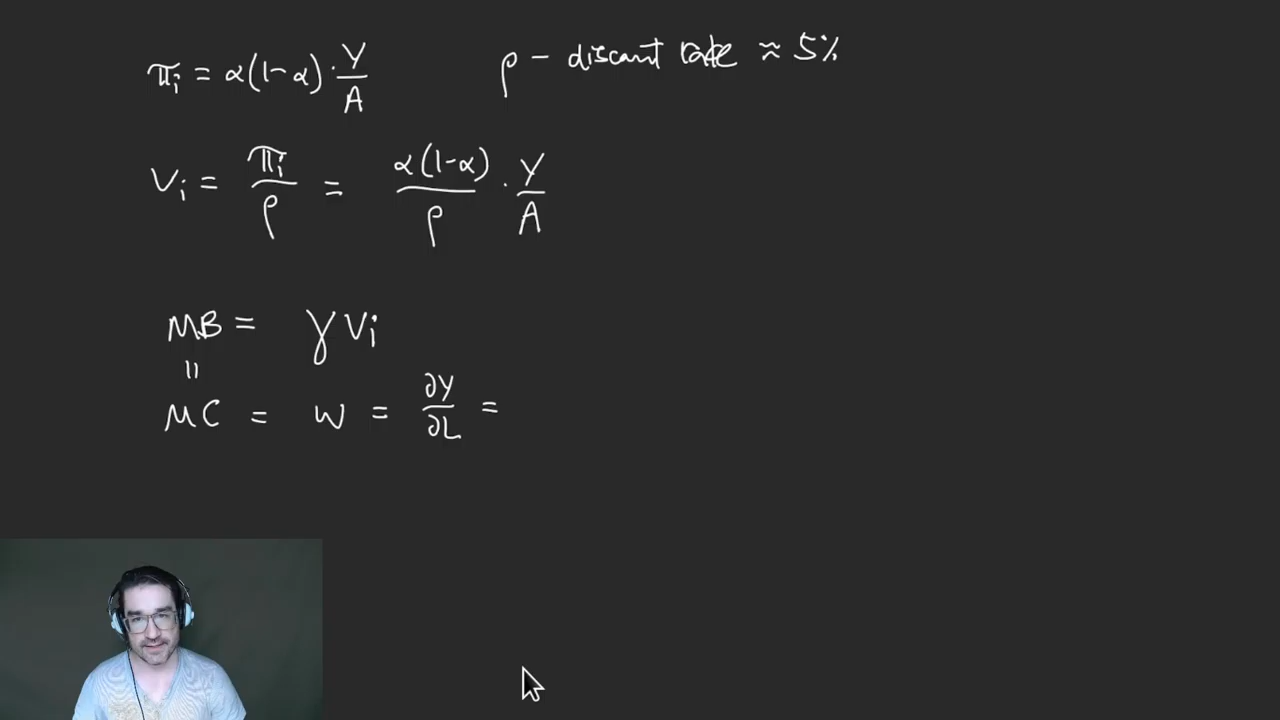 πᵢ = α(1-α) · Y/A
ρ - discount rate ≈ 5%
Vᵢ = πᵢ/ρ = α(1-α)/ρ · Y/A
MB = γVᵢ
=
MC = w = ∂Y/∂L =